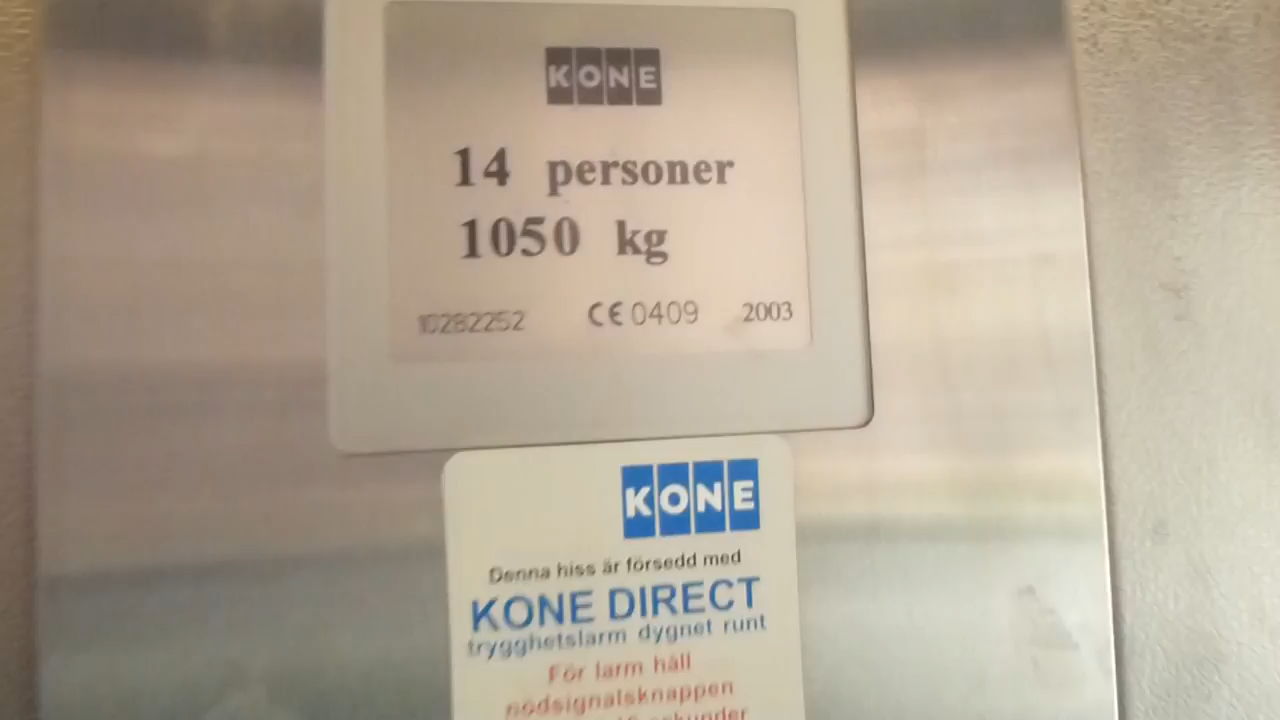 KONE
14 personer
1050 kg
10282252 CE 0409 2003
KONE
Denna hiss är försedd med
KONE DIRECT
trygghetslarm dygnet runt
För larm håll
nödsignalsknappen
sekunder